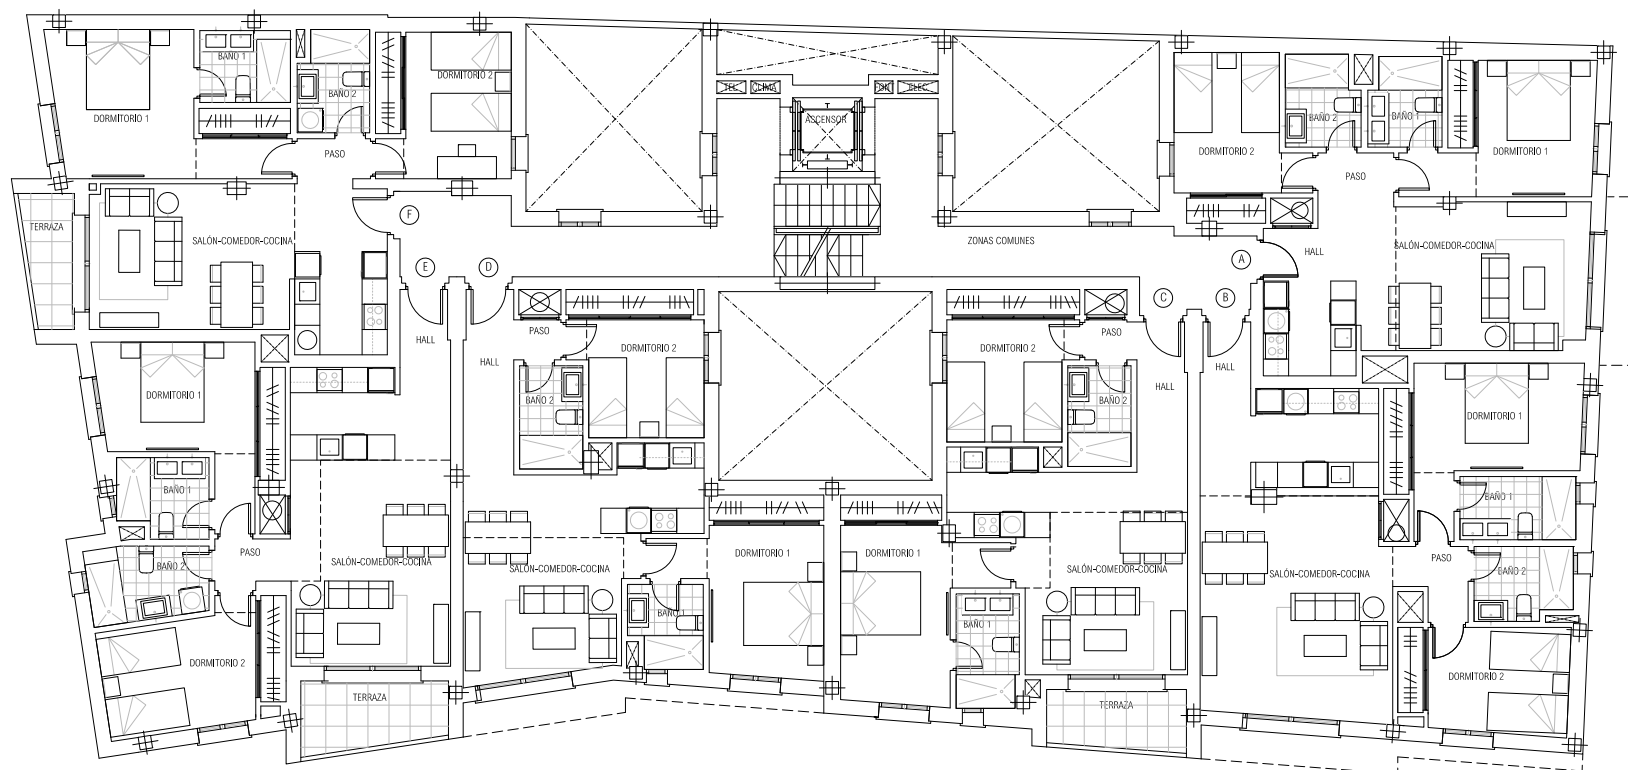 BAÑO 1
DORMITORIO 2
BAÑO 2
DORMITORIO 1
PASO
TEL
CLIMA
ELEC
ASCENSOR
DORMITORIO 2
BAÑO 2
BAÑO 1
DORMITORIO 1
PASO
TERRAZA
SALÓN-COMEDOR-COCINA
F
E
D
ZONAS COMUNES
A
HALL
SALÓN-COMEDOR-COCINA
C
B
HALL
PASO
DORMITORIO 2
HALL
BAÑO 2
DORMITORIO 2
PASO
BAÑO 2
HALL
HALL
DORMITORIO 1
DORMITORIO 1
BAÑO 1
BAÑO 2
PASO
SALÓN-COMEDOR-COCINA
SALÓN-COMEDOR-COCINA
DORMITORIO 1
DORMITORIO 1
SALÓN-COMEDOR-COCINA
SALÓN-COMEDOR-COCINA
BAÑO 1
PASO
BAÑO 2
BAÑO 1
BAÑO 1
DORMITORIO 2
DORMITORIO 2
TERRAZA
TERRAZA